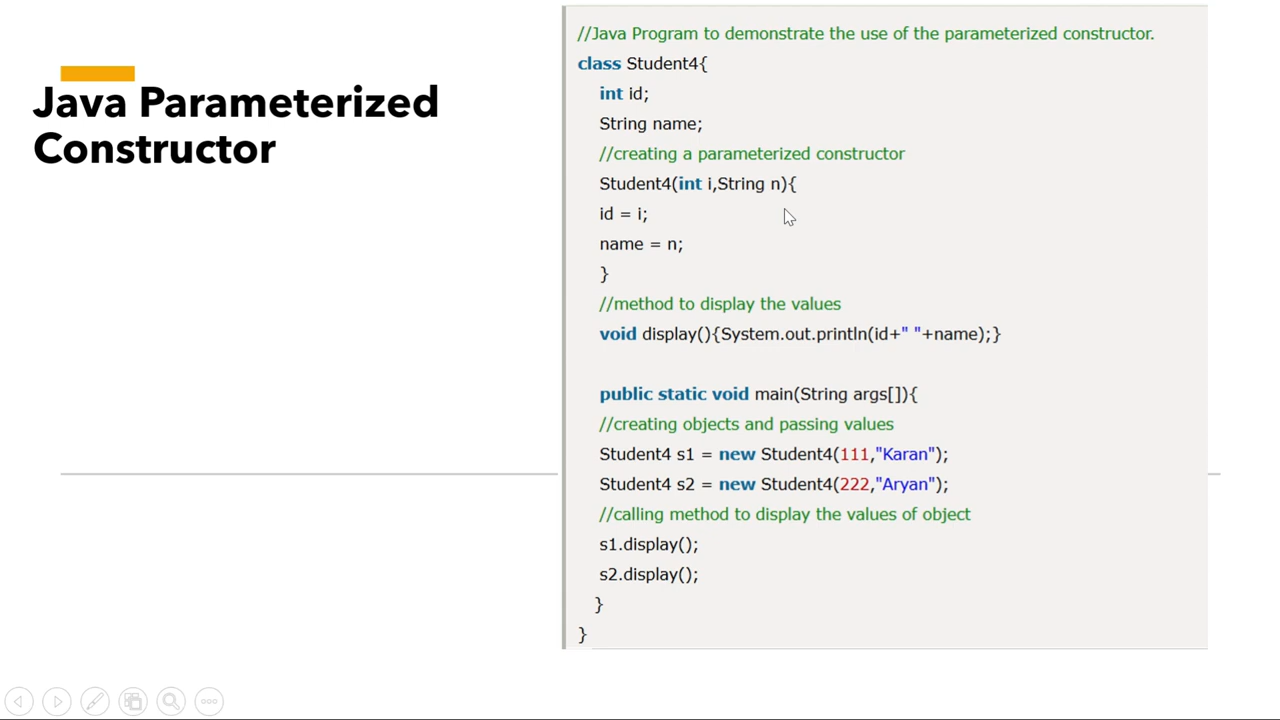 Java Parameterized
Constructor
//Java Program to demonstrate the use of the parameterized constructor.
class Student4{
int id;
String name;
//creating a parameterized constructor
Student4(int i,String n){
id = i;
name = n;
}
//method to display the values
void display(){System.out.println(id+" "+name);}
public static void main(String args[]){
//creating objects and passing values
Student4 s1 = new Student4(111,"Karan");
Student4 s2 = new Student4(222,"Aryan");
//calling method to display the values of object
s1.display();
s2.display();
}
}